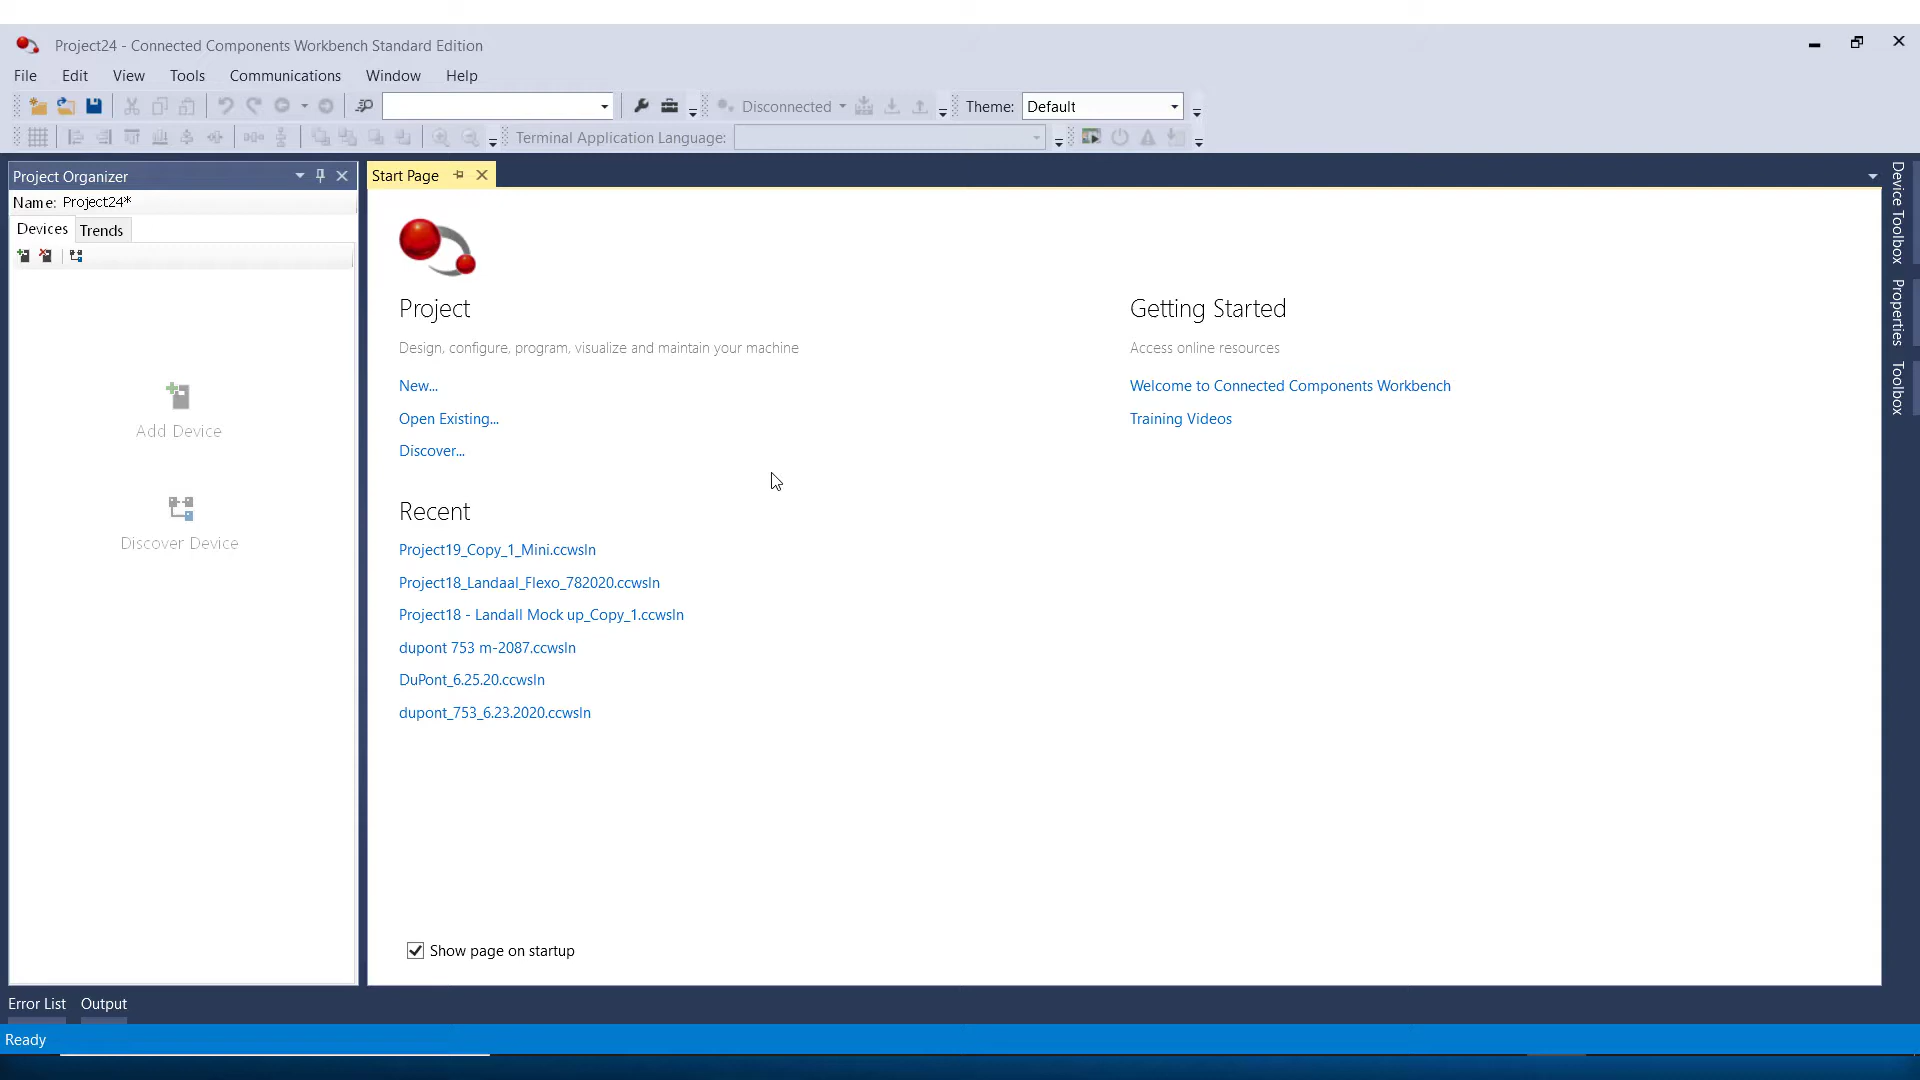 Project24 - Connected Components Workbench Standard Edition
File Edit View Tools Communications Window Help
Disconnected Theme: Default
Terminal Application Language:
Project Organizer
Name: Project24*
Devices Trends
Add Device
Discover Device
Start Page
Project
Design, configure, program, visualize and maintain your machine
New...
Open Existing...
Discover...
Recent
Project19_Copy_1_Mini.ccwsln
Project18_Landaal_Flexo_782020.ccwsln
Project18 - Landall Mock up_Copy_1.ccwsln
dupont 753 m-2087.ccwsln
DuPont_6.25.20.ccwsln
dupont_753_6.23.2020.ccwsln
Show page on startup
Getting Started
Access online resources
Welcome to Connected Components Workbench
Training Videos
Device Toolbox
Properties
Toolbox
Error List Output
Ready